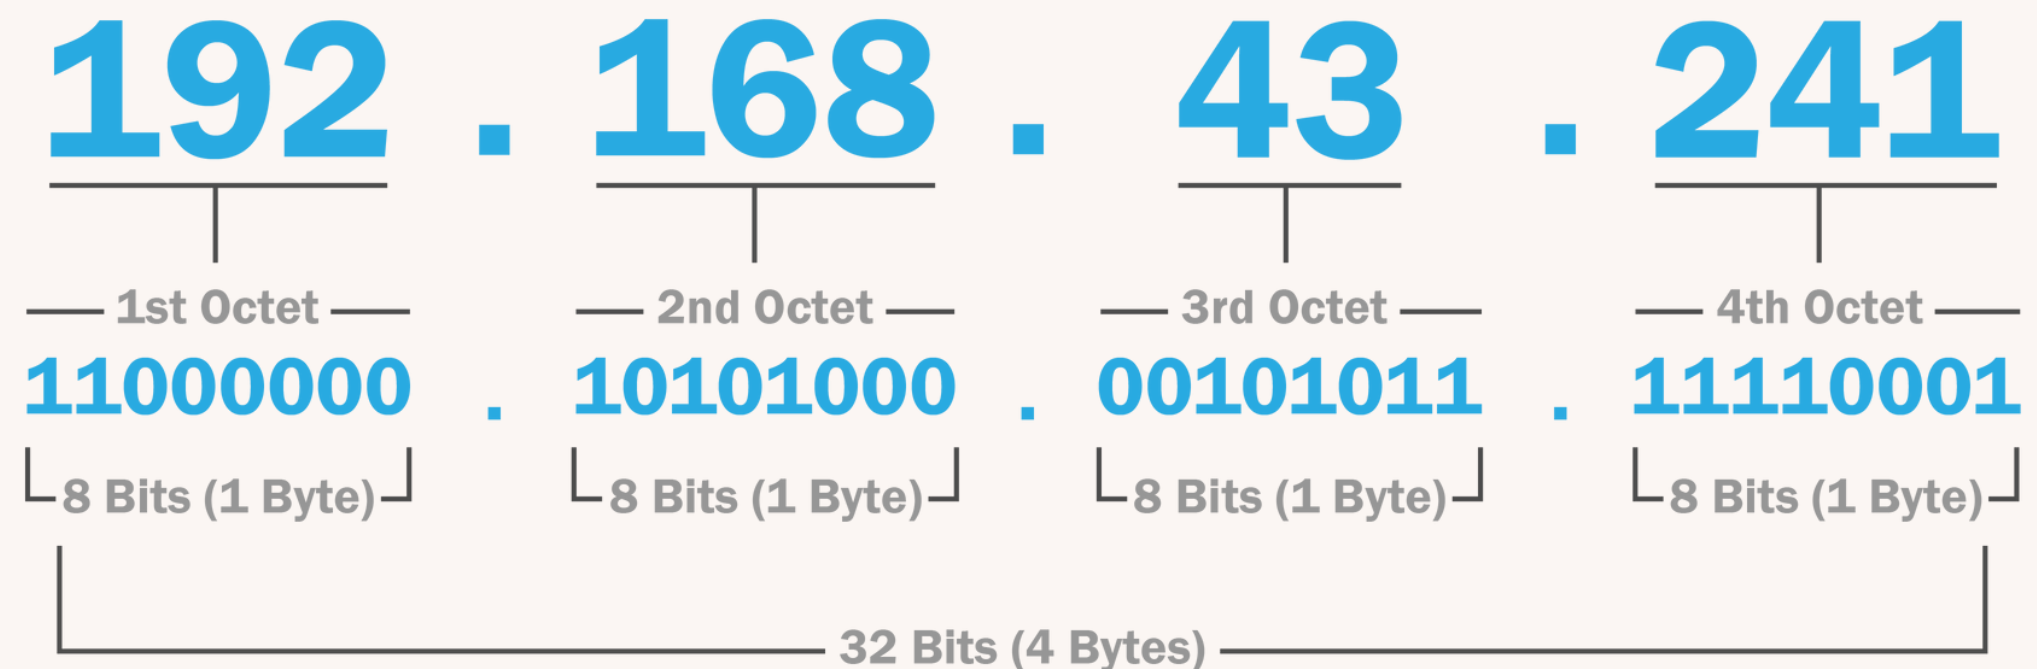 192 . 168 . 43 . 241
1st Octet 2nd Octet 3rd Octet 4th Octet
11000000 . 10101000 . 00101011 . 11110001
8 Bits (1 Byte) 8 Bits (1 Byte) 8 Bits (1 Byte) 8 Bits (1 Byte)
32 Bits (4 Bytes)